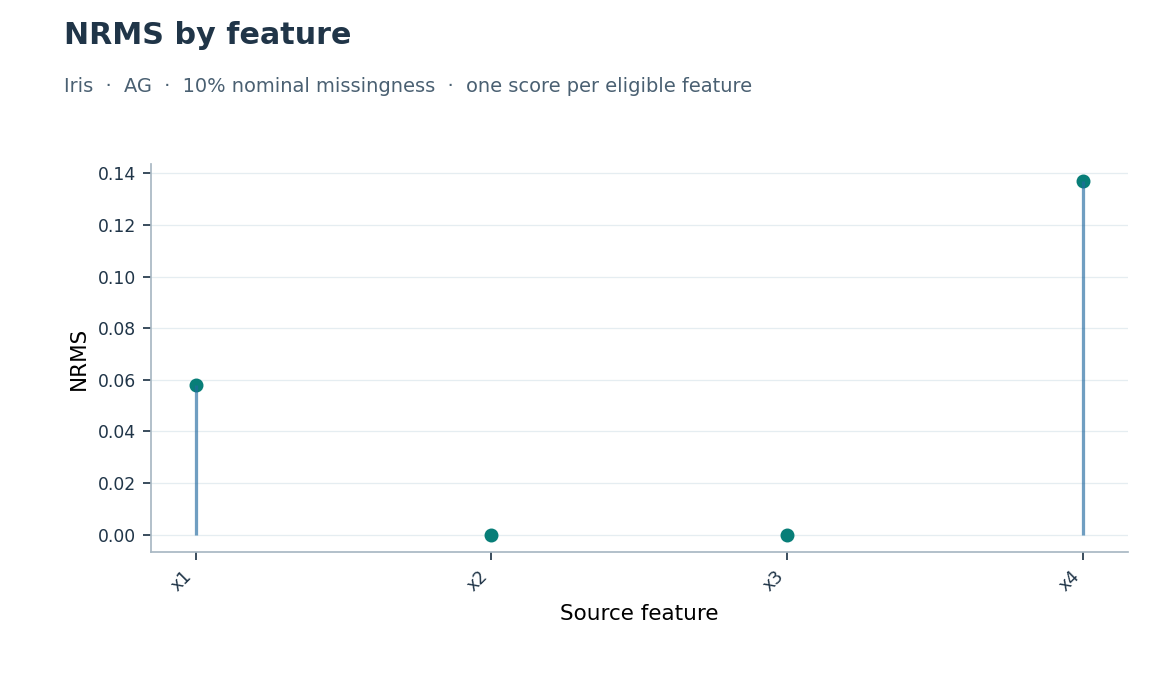 NRMS by feature
Iris · AG · 10% nominal missingness · one score per eligible feature
0.14
0.12
0.10
0.08
0.06
0.04
0.02
0.00
NRMS
x1 x2 x3 x4
Source feature